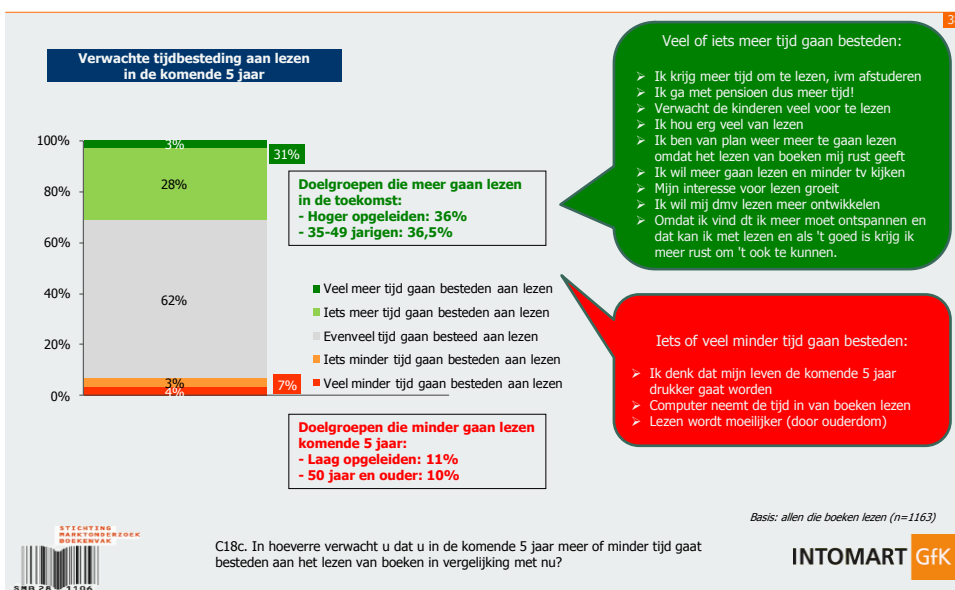 3
Verwachte tijdbesteding aan lezen
in de komende 5 jaar
Veel of iets meer tijd gaan besteden:
➤ Ik krijg meer tijd om te lezen, ivm afstuderen
➤ Ik ga met pensioen dus meer tijd!
➤ Verwacht de kinderen veel voor te lezen
➤ Ik hou erg veel van lezen
➤ Ik ben van plan weer meer te gaan lezen
omdat het lezen van boeken mij rust geeft
➤ Ik wil meer gaan lezen en minder tv kijken
➤ Mijn interesse voor lezen groeit
➤ Ik wil mij dmv lezen meer ontwikkelen
➤ Omdat ik vind dt ik meer moet ontspannen en
dat kan ik met lezen en als 't goed is krijg ik
meer rust om 't ook te kunnen.
100%
80%
60%
40%
20%
0%
3%
28%
62%
3%
4%
31%
7%
Doelgroepen die meer gaan lezen
in de toekomst:
- Hoger opgeleiden: 36%
- 35-49 jarigen: 36,5%
Veel meer tijd gaan besteden aan lezen
Iets meer tijd gaan besteden aan lezen
Evenveel tijd gaan besteed aan lezen
Iets minder tijd gaan besteden aan lezen
Veel minder tijd gaan besteden aan lezen
Iets of veel minder tijd gaan besteden:
➤ Ik denk dat mijn leven de komende 5 jaar
drukker gaat worden
➤ Computer neemt de tijd in van boeken lezen
➤ Lezen wordt moeilijker (door ouderdom)
Doelgroepen die minder gaan lezen
komende 5 jaar:
- Laag opgeleiden: 11%
- 50 jaar en ouder: 10%
Basis: allen die boeken lezen (n=1163)
STICHTING
MARKTONDERZOEK
BOEKENVAK
SMB 28 1106
C18c. In hoeverre verwacht u dat u in de komende 5 jaar meer of minder tijd gaat
besteden aan het lezen van boeken in vergelijking met nu?
INTOMART GfK